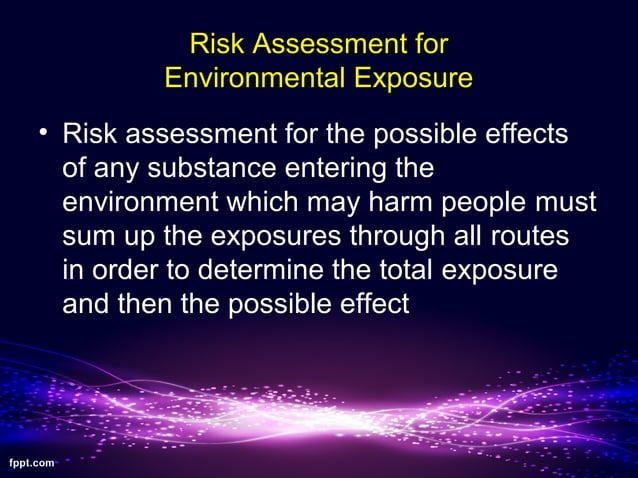 Risk Assessment for
Environmental Exposure
• Risk assessment for the possible effects
of any substance entering the
environment which may harm people must
sum up the exposures through all routes
in order to determine the total exposure
and then the possible effect
fppt.com